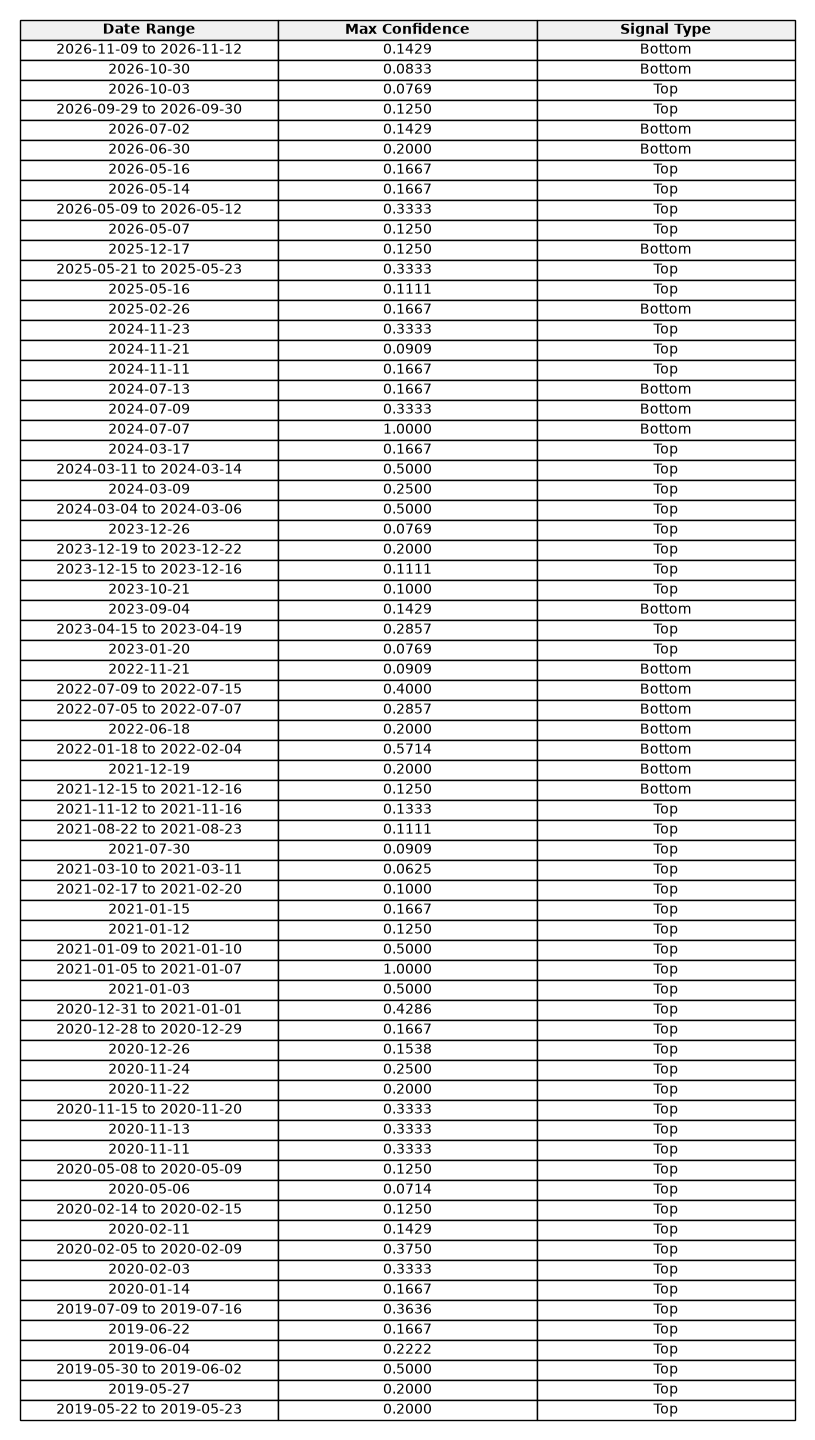 Date Range Max Confidence Signal Type
2026-11-09 to 2026-11-12 0.1429 Bottom
2026-10-30 0.0833 Bottom
2026-10-03 0.0769 Top
2026-09-29 to 2026-09-30 0.1250 Top
2026-07-02 0.1429 Bottom
2026-06-30 0.2000 Bottom
2026-05-16 0.1667 Top
2026-05-14 0.1667 Top
2026-05-09 to 2026-05-12 0.3333 Top
2026-05-07 0.1250 Top
2025-12-17 0.1250 Bottom
2025-05-21 to 2025-05-23 0.3333 Top
2025-05-16 0.1111 Top
2025-02-26 0.1667 Bottom
2024-11-23 0.3333 Top
2024-11-21 0.0909 Top
2024-11-11 0.1667 Top
2024-07-13 0.1667 Bottom
2024-07-09 0.3333 Bottom
2024-07-07 1.0000 Bottom
2024-03-17 0.1667 Top
2024-03-11 to 2024-03-14 0.5000 Top
2024-03-09 0.2500 Top
2024-03-04 to 2024-03-06 0.5000 Top
2023-12-26 0.0769 Top
2023-12-19 to 2023-12-22 0.2000 Top
2023-12-15 to 2023-12-16 0.1111 Top
2023-10-21 0.1000 Top
2023-09-04 0.1429 Bottom
2023-04-15 to 2023-04-19 0.2857 Top
2023-01-20 0.0769 Top
2022-11-21 0.0909 Bottom
2022-07-09 to 2022-07-15 0.4000 Bottom
2022-07-05 to 2022-07-07 0.2857 Bottom
2022-06-18 0.2000 Bottom
2022-01-18 to 2022-02-04 0.5714 Bottom
2021-12-19 0.2000 Bottom
2021-12-15 to 2021-12-16 0.1250 Bottom
2021-11-12 to 2021-11-16 0.1333 Top
2021-08-22 to 2021-08-23 0.1111 Top
2021-07-30 0.0909 Top
2021-03-10 to 2021-03-11 0.0625 Top
2021-02-17 to 2021-02-20 0.1000 Top
2021-01-15 0.1667 Top
2021-01-12 0.1250 Top
2021-01-09 to 2021-01-10 0.5000 Top
2021-01-05 to 2021-01-07 1.0000 Top
2021-01-03 0.5000 Top
2020-12-31 to 2021-01-01 0.4286 Top
2020-12-28 to 2020-12-29 0.1667 Top
2020-12-26 0.1538 Top
2020-11-24 0.2500 Top
2020-11-22 0.2000 Top
2020-11-15 to 2020-11-20 0.3333 Top
2020-11-13 0.3333 Top
2020-11-11 0.3333 Top
2020-05-08 to 2020-05-09 0.1250 Top
2020-05-06 0.0714 Top
2020-02-14 to 2020-02-15 0.1250 Top
2020-02-11 0.1429 Top
2020-02-05 to 2020-02-09 0.3750 Top
2020-02-03 0.3333 Top
2020-01-14 0.1667 Top
2019-07-09 to 2019-07-16 0.3636 Top
2019-06-22 0.1667 Top
2019-06-04 0.2222 Top
2019-05-30 to 2019-06-02 0.5000 Top
2019-05-27 0.2000 Top
2019-05-22 to 2019-05-23 0.2000 Top